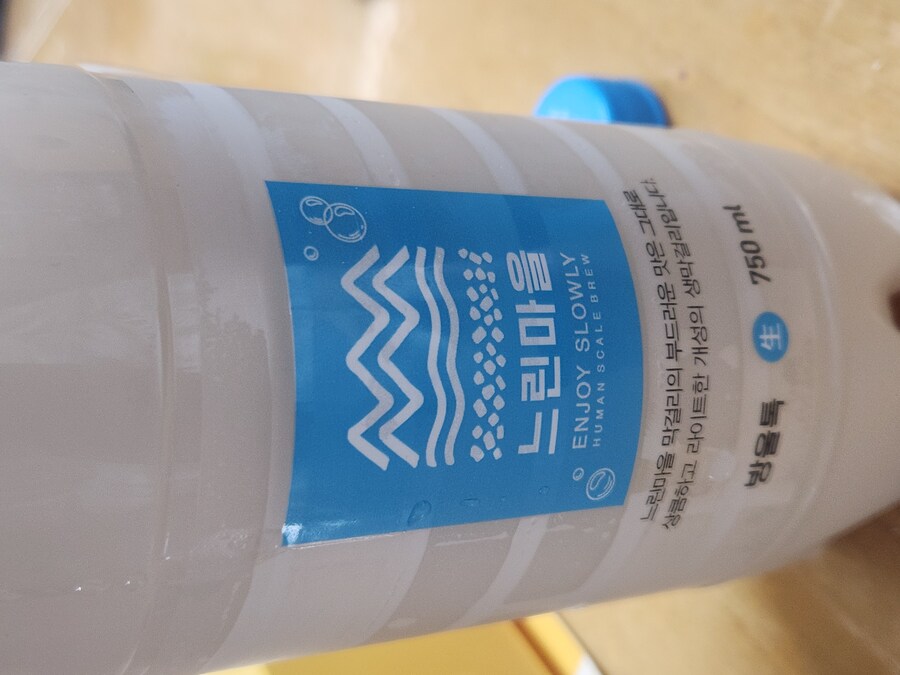 느린마을
ENJOY SLOWLY
HUMAN SCALE BREW
느린마을 막걸리의 부드러운 맛은 그대로
상큼하고 라이트한 개성의 생막걸리입니다.
방울톡 生 750 ml